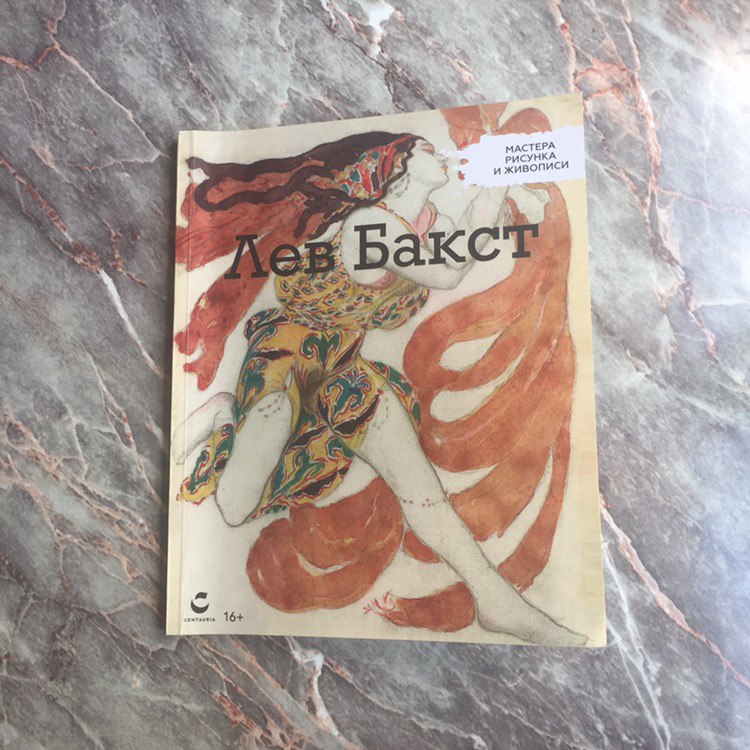 МАСТЕРА
РИСУНКА
И ЖИВОПИСИ
Лев Бакст
CENTAURIA
16+